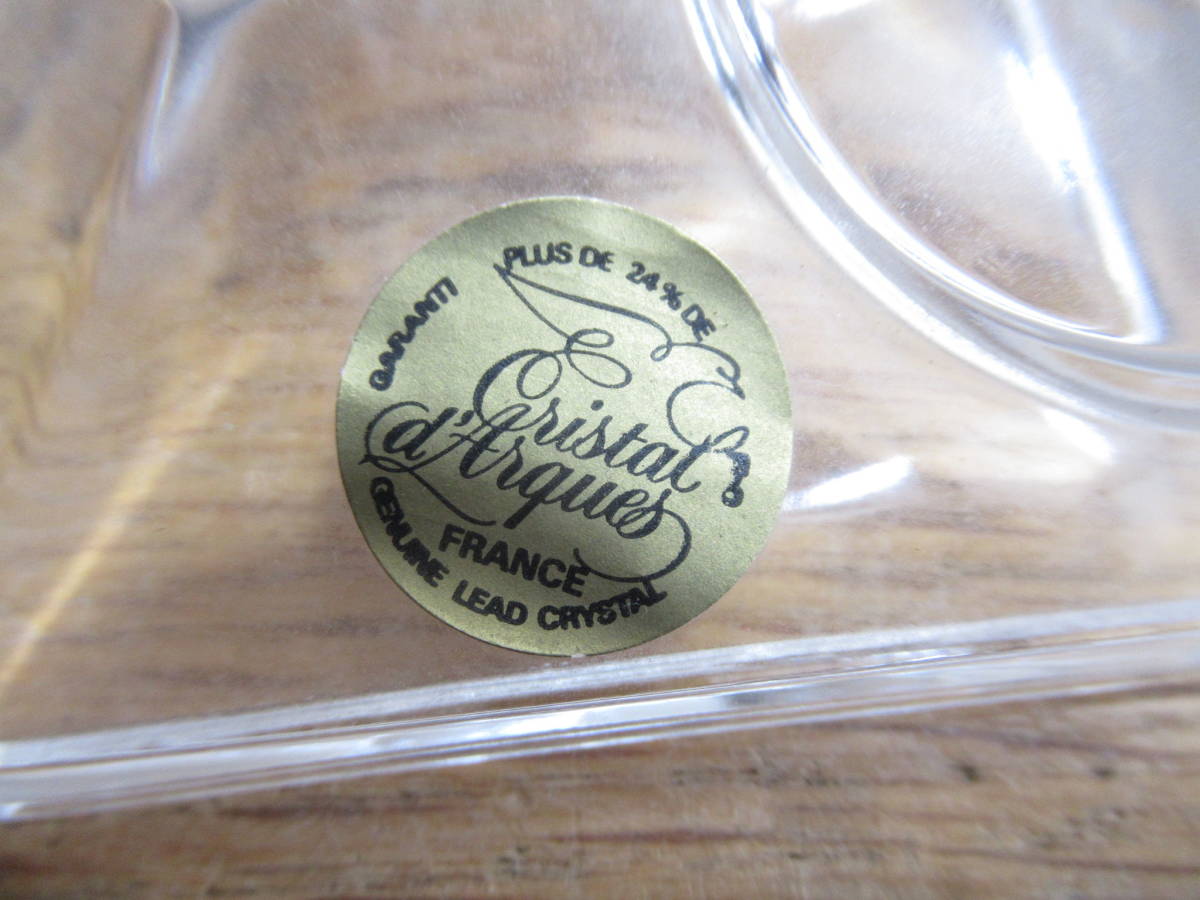 GARANTI PLUS DE 24% DE
Cristal
d'Arques
FRANCE
GENUINE LEAD CRYSTAL